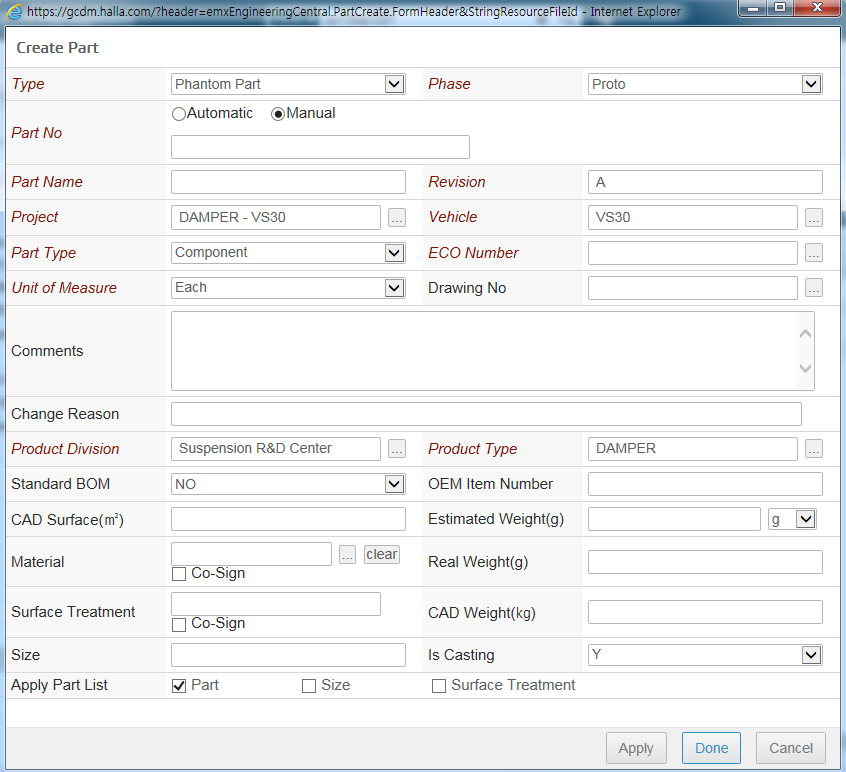 https://gcdm.halla.com/?header=emxEngineeringCentral.PartCreate.FormHeader&StringResourceFileId - Internet Explorer
Create Part
Type Phantom Part Phase Proto
Part No Automatic Manual
Part Name Revision A
Project DAMPER - VS30 ... Vehicle VS30 ...
Part Type Component ECO Number ...
Unit of Measure Each Drawing No ...
Comments
Change Reason
Product Division Suspension R&D Center ... Product Type DAMPER ...
Standard BOM NO OEM Item Number
CAD Surface(㎡) Estimated Weight(g) g
Material ... clear Real Weight(g)
Co-Sign
Surface Treatment CAD Weight(kg)
Co-Sign
Size Is Casting Y
Apply Part List Part Size Surface Treatment
Apply Done Cancel